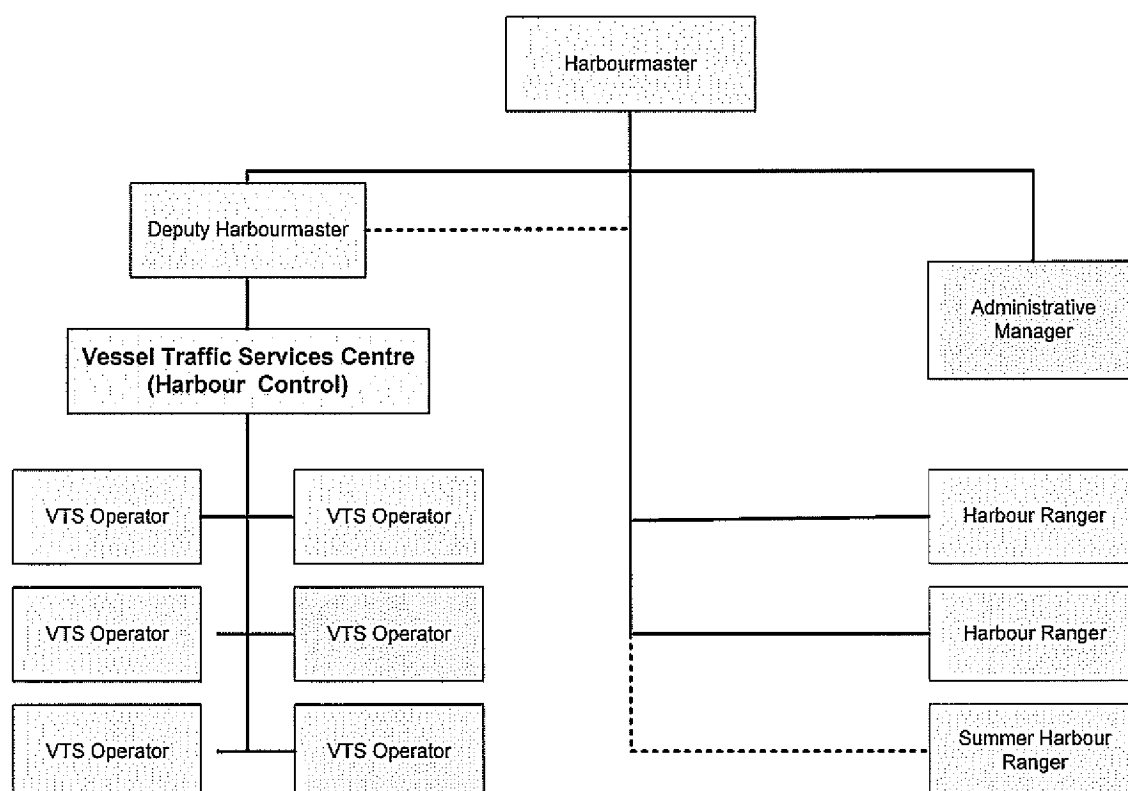 Harbourmaster
Deputy Harbourmaster
Administrative
Manager
Vessel Traffic Services Centre
(Harbour Control)
VTS Operator
VTS Operator
Harbour Ranger
VTS Operator
VTS Operator
Harbour Ranger
VTS Operator
VTS Operator
Summer Harbour
Ranger